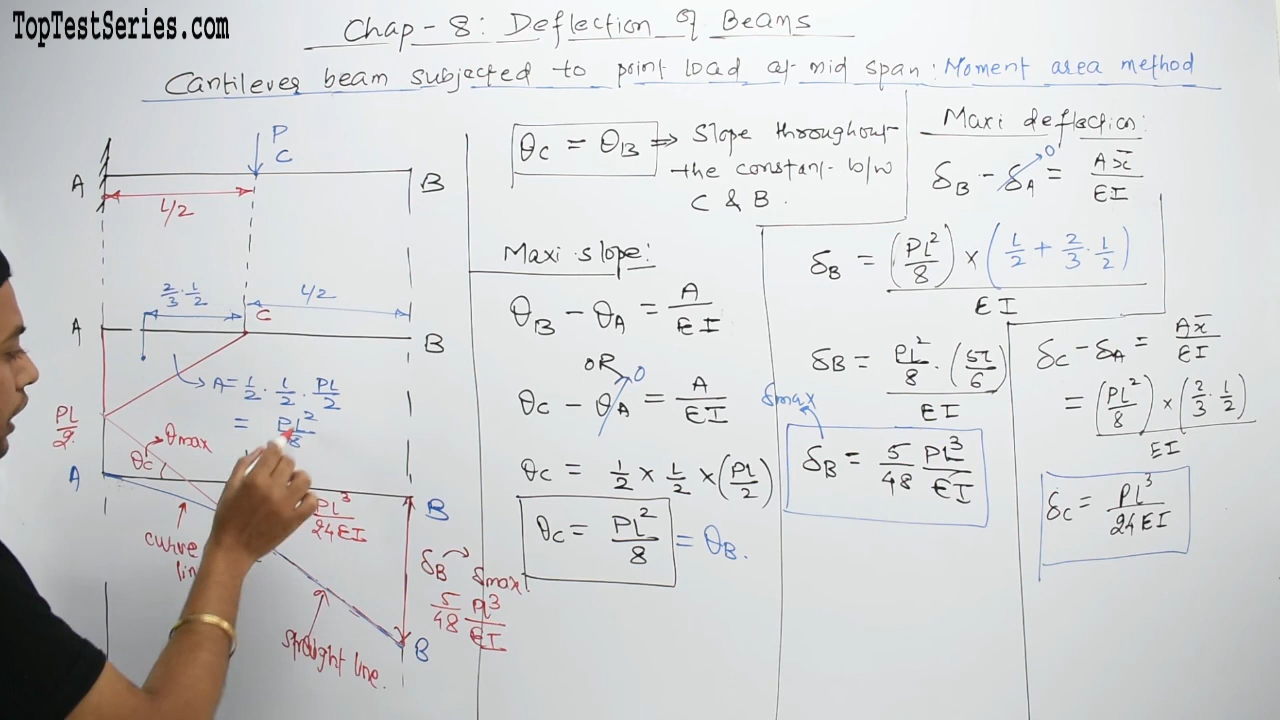 TopTestSeries.com
Chap-8: Deflection of Beams
Cantilever beam subjected to point load at mid span: Moment area method
P
C
A
B
L/2
2/3 · L/2
L/2
A
C
B
A = 1/2 · L/2 · PL/2
= PL²/8
PL/2
θmax
θc
A
B
PL³/24EI
curve
line
δB
δmax
5/48 PL³/EI
B
straight line.
θC = θB ⇒ Slope throughout
the constant b/w
C & B.
Maxi slope:
θB - θA = A/EI
OR
θC - θA = A/EI
0
θC = 1/2 × L/2 × (PL/2)
θC = PL²/8 = θB.
Maxi deflection:
δB - δA = Ax̄/EI
0
δB = (PL²/8) × (L/2 + 2/3 · L/2)/EI
δB = PL²/8 · (5L/6)/EI
δmax
δB = 5/48 PL³/EI
δC - δA = Ax̄/EI
= (PL²/8) × (2/3 · L/2)/EI
δC = PL³/24EI